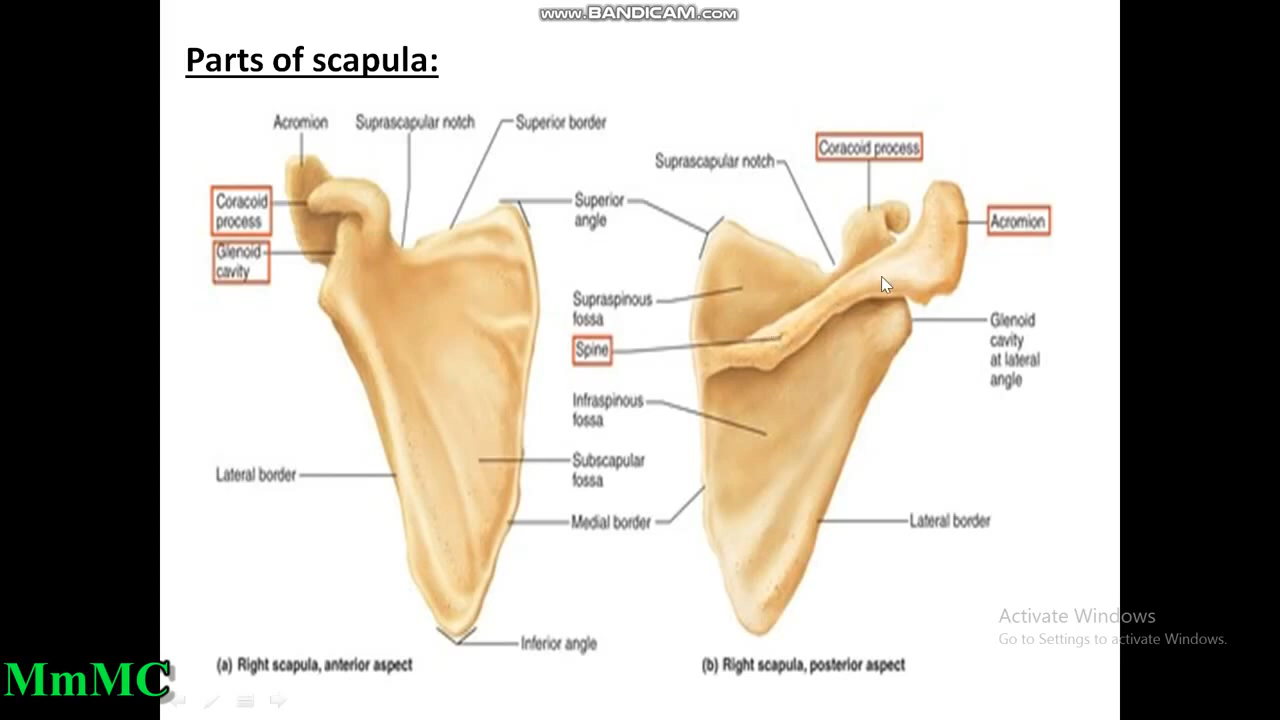 www.BANDICAM.com
Parts of scapula:
Acromion
Suprascapular notch
Superior border
Coracoid
process
Glenoid
cavity
Superior
angle
Suprascapular notch
Coracoid process
Acromion
Supraspinous
fossa
Spine
Glenoid
cavity
at lateral
angle
Infraspinous
fossa
Lateral border
Subscapular
fossa
Medial border
Lateral border
Inferior angle
(a) Right scapula, anterior aspect
(b) Right scapula, posterior aspect
Activate Windows
Go to Settings to activate Windows.
MmMC